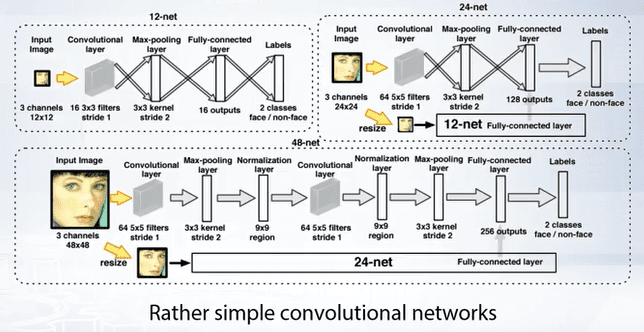 12-net
Input Image
Convolutional layer
Max-pooling layer
Fully-connected layer
Labels
3 channels 12x12
16 3x3 filters stride 1
3x3 kernel stride 2
16 outputs
2 classes face / non-face
24-net
Input Image
Convolutional layer
Max-pooling layer
Fully-connected layer
Labels
3 channels 24x24
64 5x5 filters stride 1
3x3 kernel stride 2
128 outputs
2 classes face / non-face
resize
12-net Fully-connected layer
48-net
Input Image
Convolutional layer
Max-pooling layer
Normalization layer
Convolutional layer
Normalization layer
Max-pooling layer
Fully-connected layer
Labels
3 channels 48x48
64 5x5 filters stride 1
3x3 kernel stride 2
9x9 region
64 5x5 filters stride 1
9x9 region
3x3 kernel stride 2
256 outputs
2 classes face / non-face
resize
24-net Fully-connected layer
Rather simple convolutional networks